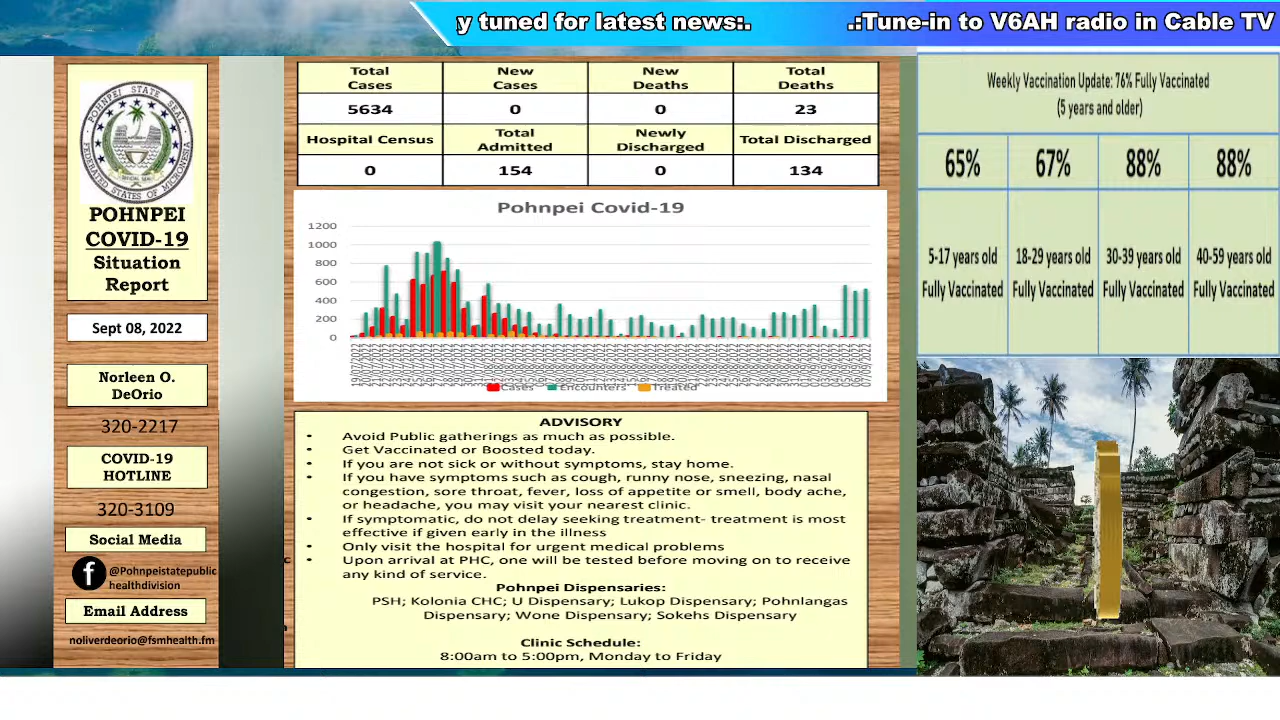 y tuned for latest news:.
.:Tune-in to V6AH radio in Cable TV
POHNPEI STATE SEAL
FEDERATED STATES OF MICRONESIA
POHNPEI
COVID-19
Situation
Report
Sept 08, 2022
Norleen O.
DeOrio
320-2217
COVID-19
HOTLINE
320-3109
Social Media
f
@Pohnpeistatepublic
healthdivision
Email Address
noliverdeorio@fsmhealth.fm
Total Cases
New Cases
New Deaths
Total Deaths
5634
0
0
23
Hospital Census
Total Admitted
Newly Discharged
Total Discharged
0
154
0
134
Pohnpei Covid-19
1200
1000
800
600
400
200
0
Cases
Encounters
Treated
ADVISORY
• Avoid Public gatherings as much as possible.
• Get Vaccinated or Boosted today.
• If you are not sick or without symptoms, stay home.
• If you have symptoms such as cough, runny nose, sneezing, nasal
congestion, sore throat, fever, loss of appetite or smell, body ache,
or headache, you may visit your nearest clinic.
• If symptomatic, do not delay seeking treatment- treatment is most
effective if given early in the illness
• Only visit the hospital for urgent medical problems
• Upon arrival at PHC, one will be tested before moving on to receive
any kind of service.
Pohnpei Dispensaries:
PSH; Kolonia CHC; U Dispensary; Lukop Dispensary; Pohnlangas
Dispensary; Wone Dispensary; Sokehs Dispensary
Clinic Schedule:
8:00am to 5:00pm, Monday to Friday
Weekly Vaccination Update: 76% Fully Vaccinated
(5 years and older)
65%
67%
88%
88%
5-17 years old
Fully Vaccinated
18-29 years old
Fully Vaccinated
30-39 years old
Fully Vaccinated
40-59 years old
Fully Vaccinated